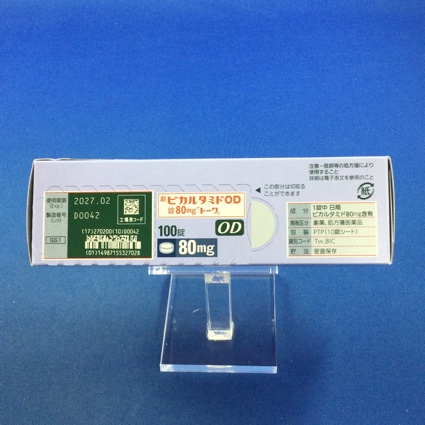 使用期限
(Exp.)
2027.02
製造番号
(Lot)
D0042
工場用コード
GS1
(17)270200(10)D0042
(01)14987155327028
劇 ビカルタミドOD
錠80mg「トーワ」
100錠
OD
80mg
この部分は切取る
ことができます
注意-医師等の処方箋により
使用すること
詳細は電子添文を参照のこと
紙
成分 1錠中 日局
ビカルタミド80mg含有
規制区分 劇薬、処方箋医薬品
包装 PTP(10錠シート)
識別コード Tw.BIC
貯法 室温保存